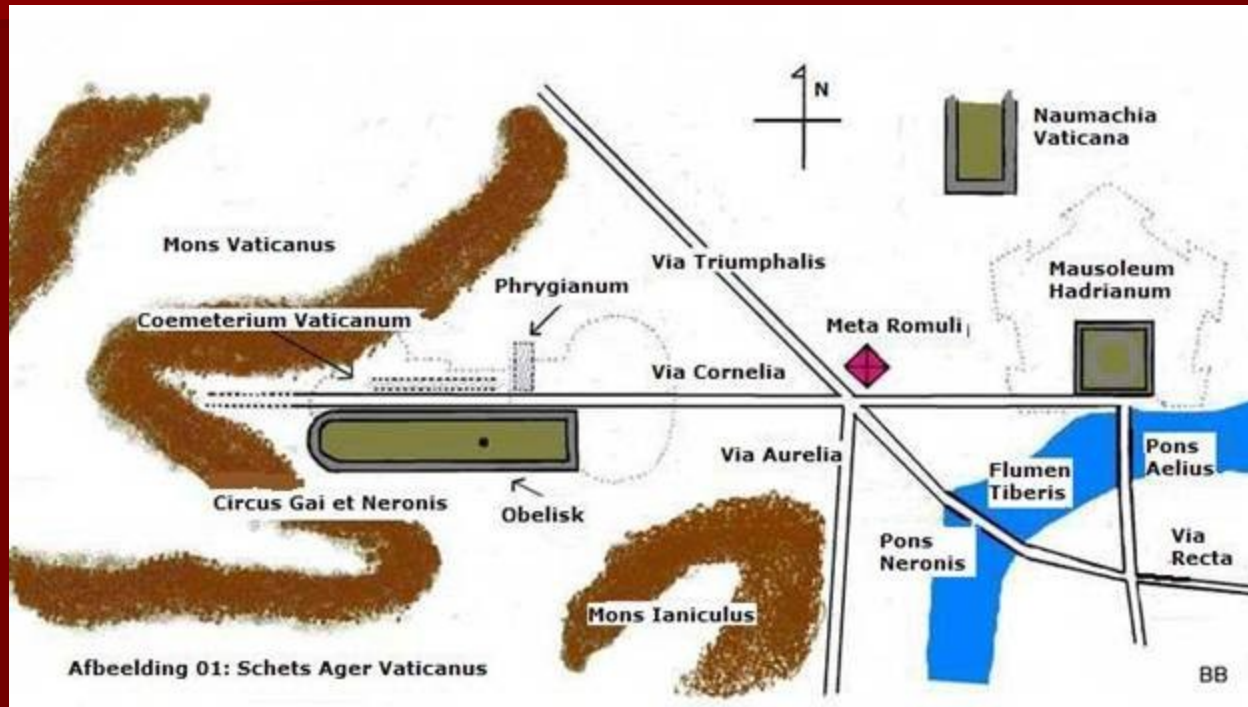 N
Naumachia
Vaticana
Mons Vaticanus
Via Triumphalis
Mausoleum
Hadrianum
Phrygianum
Coemeterium Vaticanum
Meta Romuli
Via Cornelia
Via Aurelia
Flumen
Tiberis
Pons
Aelius
Circus Gai et Neronis
Obelisk
Pons
Neronis
Via
Recta
Mons Ianiculus
Afbeelding 01: Schets Ager Vaticanus
BB